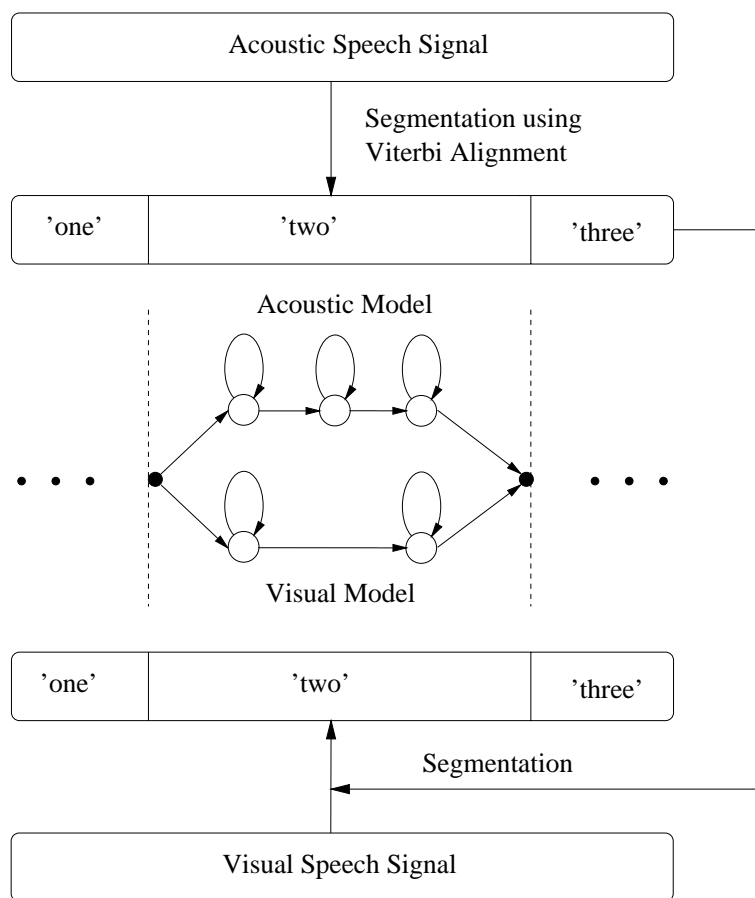 Acoustic Speech Signal
Segmentation using
Viterbi Alignment
’one’ ’two’ ’three’
Acoustic Model
Visual Model
’one’ ’two’ ’three’
Segmentation
Visual Speech Signal